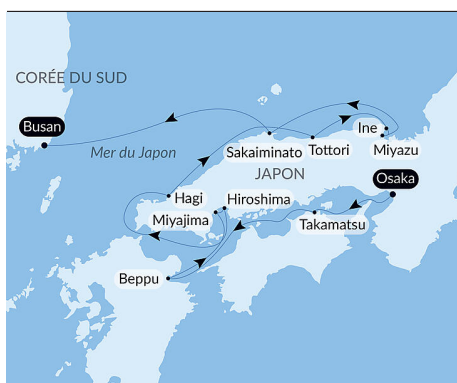 CORÉE DU SUD
Busan
Mer du Japon
Ine
Miyazu
Sakaiminato
Tottori
JAPON
Osaka
Hagi
Hiroshima
Miyajima
Takamatsu
Beppu